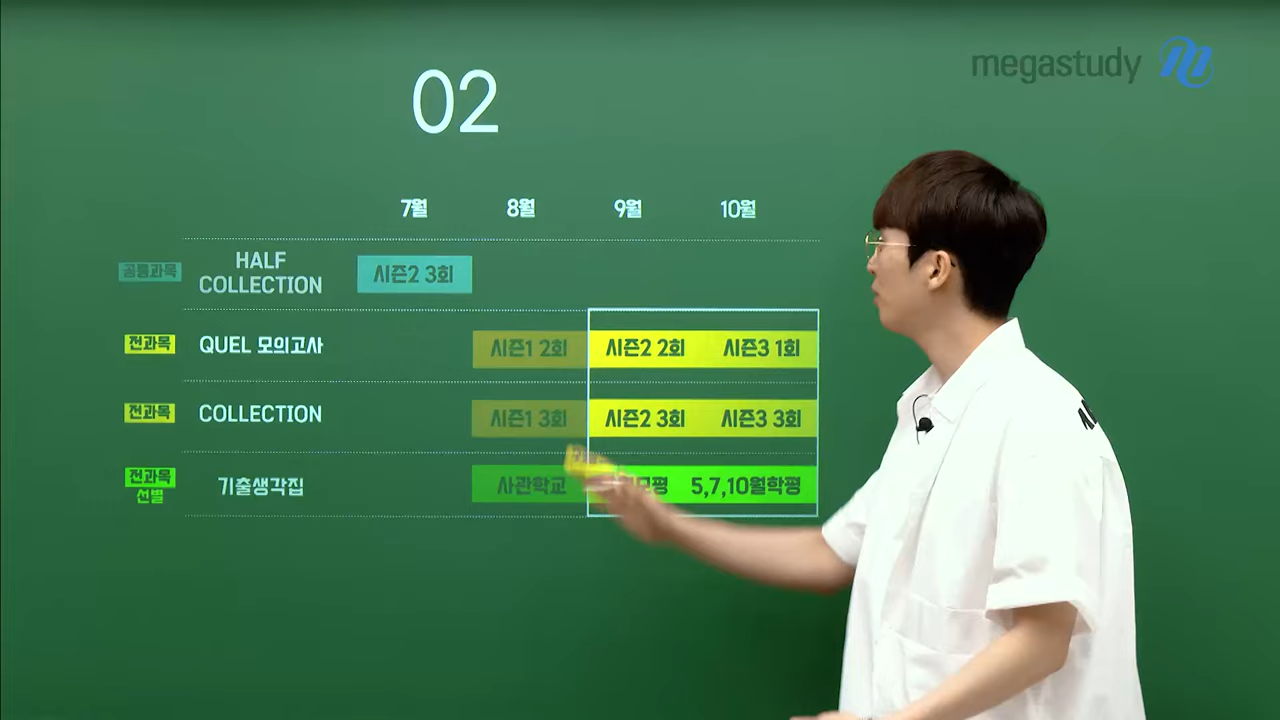 megastudy
02
7월 8월 9월 10월
공통과목 HALF COLLECTION 시즌2 3회
전과목 QUEL 모의고사 시즌1 2회 시즌2 2회 시즌3 1회
전과목 COLLECTION 시즌1 3회 시즌2 3회 시즌3 3회
전과목 선별 기출생각집 사관학교 5,7,10월학평